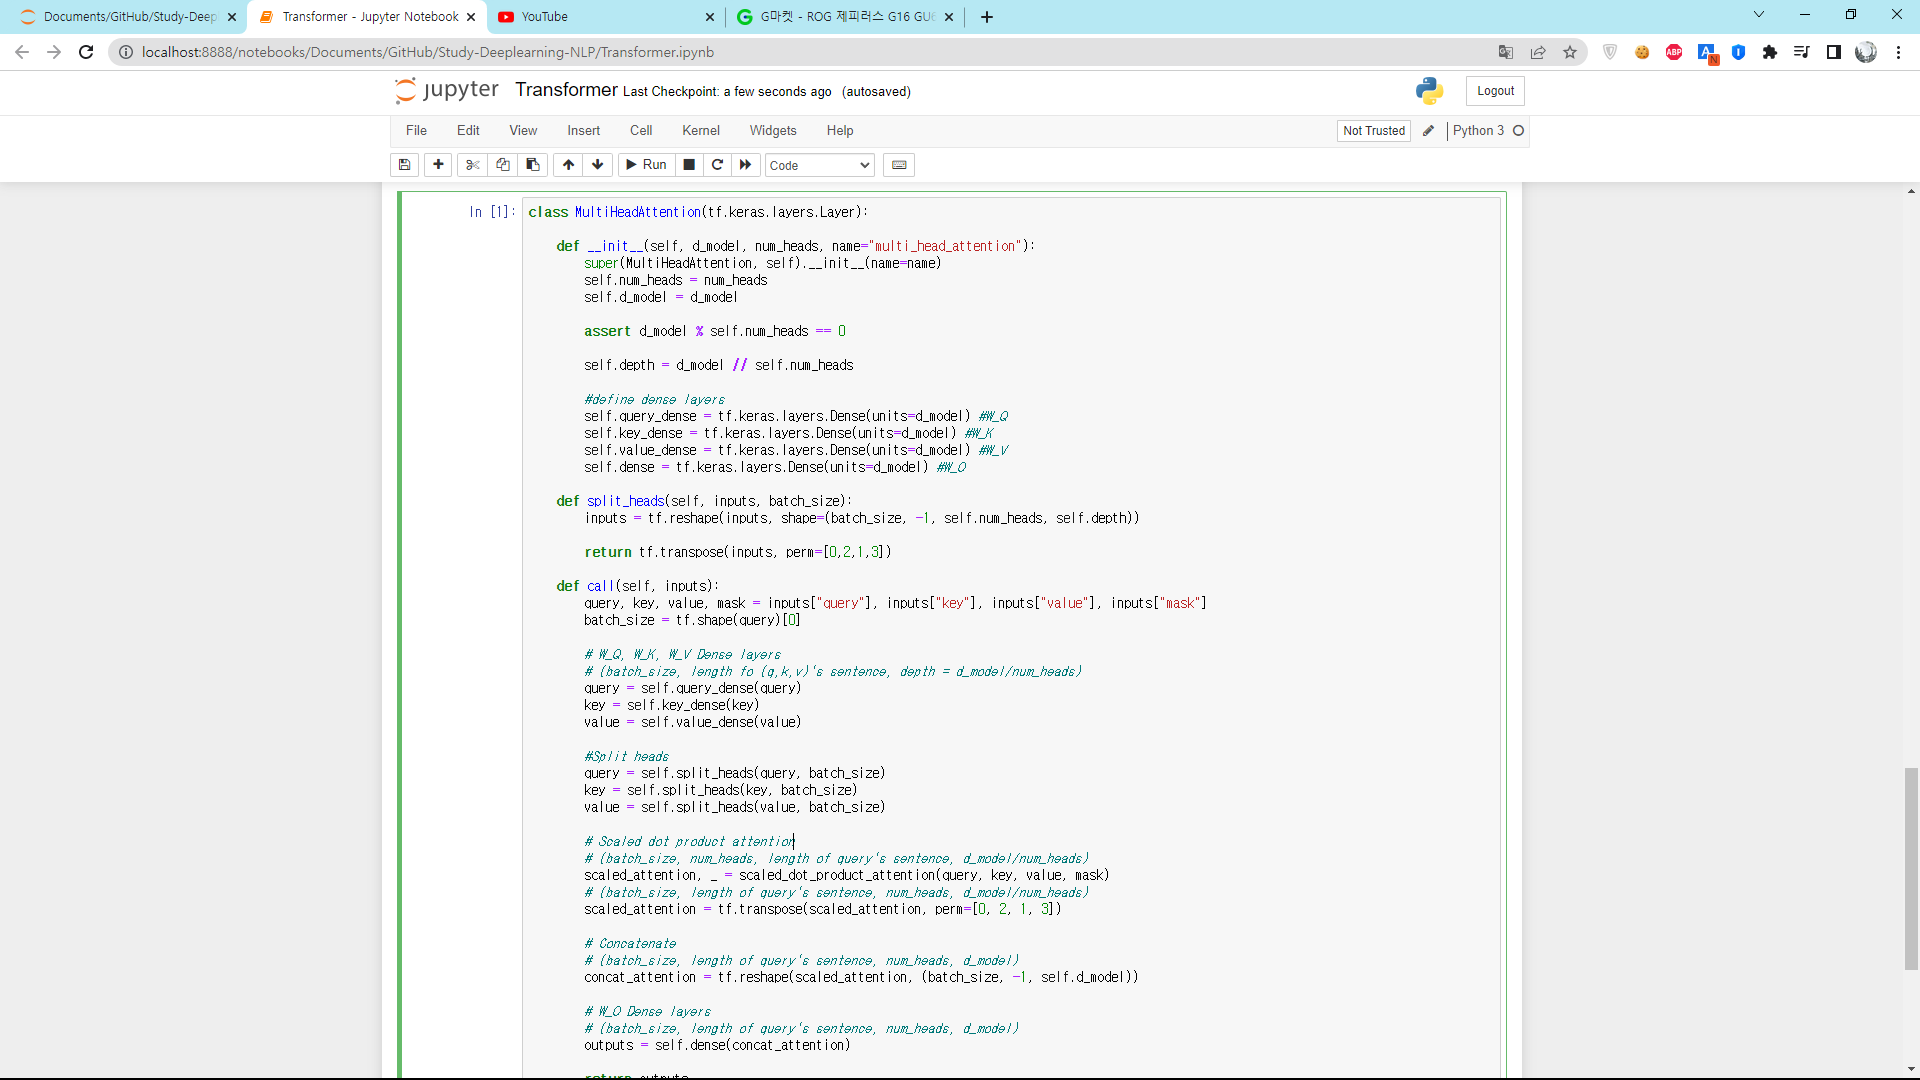 Documents/GitHub/Study-Deep
Transformer - Jupyter Notebook
YouTube
G마켓 - ROG 제피러스 G16 GU6
localhost:8888/notebooks/Documents/GitHub/Study-Deeplearning-NLP/Transformer.ipynb
ABP
N
jupyter Transformer Last Checkpoint: a few seconds ago (autosaved)
Logout
File Edit View Insert Cell Kernel Widgets Help
Not Trusted
Python 3
Run
Code
In [1]:
class MultiHeadAttention(tf.keras.layers.Layer):
def __init__(self, d_model, num_heads, name="multi_head_attention"):
super(MultiHeadAttention, self).__init__(name=name)
self.num_heads = num_heads
self.d_model = d_model
assert d_model % self.num_heads == 0
self.depth = d_model // self.num_heads
#define dense layers
self.query_dense = tf.keras.layers.Dense(units=d_model) #W_Q
self.key_dense = tf.keras.layers.Dense(units=d_model) #W_K
self.value_dense = tf.keras.layers.Dense(units=d_model) #W_V
self.dense = tf.keras.layers.Dense(units=d_model) #W_O
def split_heads(self, inputs, batch_size):
inputs = tf.reshape(inputs, shape=(batch_size, -1, self.num_heads, self.depth))
return tf.transpose(inputs, perm=[0,2,1,3])
def call(self, inputs):
query, key, value, mask = inputs["query"], inputs["key"], inputs["value"], inputs["mask"]
batch_size = tf.shape(query)[0]
# W_Q, W_K, W_V Dense layers
# (batch_size, length fo (q,k,v)'s sentence, depth = d_model/num_heads)
query = self.query_dense(query)
key = self.key_dense(key)
value = self.value_dense(value)
#Split heads
query = self.split_heads(query, batch_size)
key = self.split_heads(key, batch_size)
value = self.split_heads(value, batch_size)
# Scaled dot product attention
# (batch_size, num_heads, length of query's sentence, d_model/num_heads)
scaled_attention, _ = scaled_dot_product_attention(query, key, value, mask)
# (batch_size, length of query's sentence, num_heads, d_model/num_heads)
scaled_attention = tf.transpose(scaled_attention, perm=[0, 2, 1, 3])
# Concatenate
# (batch_size, length of query's sentence, num_heads, d_model)
concat_attention = tf.reshape(scaled_attention, (batch_size, -1, self.d_model))
# W_O Dense layers
# (batch_size, length of query's sentence, num_heads, d_model)
outputs = self.dense(concat_attention)
return outputs